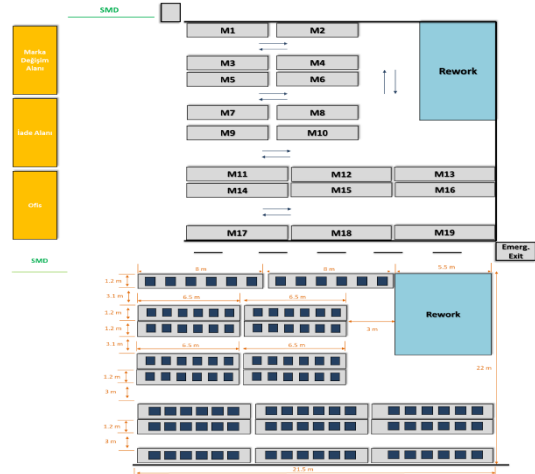 SMD
M1 M2
Marka
Değişim
Alanı
M3 M4
Rework
M5 M6
M7 M8
İade Alanı
M9 M10
M11 M12 M13
M14 M15 M16
Ofis
M17 M18 M19
Emerg.
Exit
SMD
8 m 8 m 5.5 m
1.2 m
3.1 m
6.5 m 6.5 m
1.2 m
Rework
1.2 m
3 m
3.1 m
6.5 m 6.5 m
22 m
1.2 m
3 m
1.2 m
3 m
21.5 m